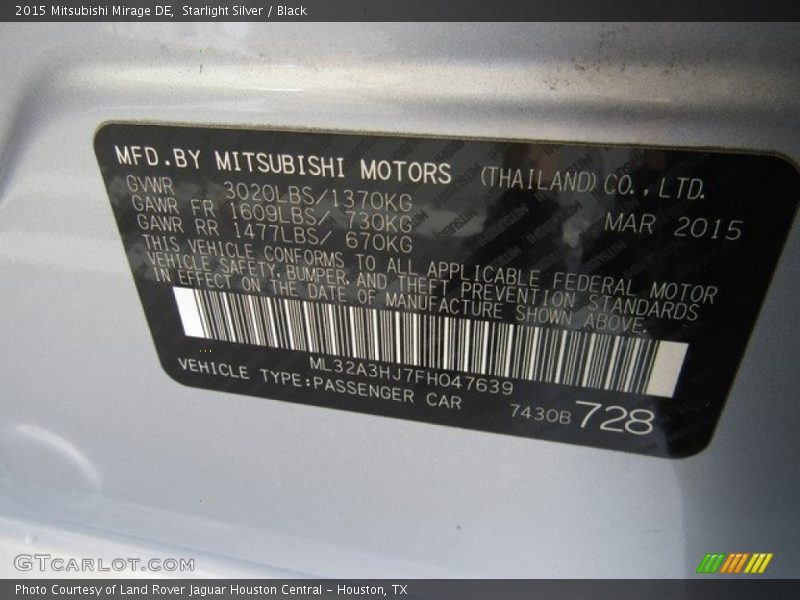 2015 Mitsubishi Mirage DE, Starlight Silver / Black
MFD.BY MITSUBISHI MOTORS (THAILAND) CO., LTD.
GVWR 3020LBS/1370KG
GAWR FR 1609LBS/ 730KG MAR 2015
GAWR RR 1477LBS/ 670KG
THIS VEHICLE CONFORMS TO ALL APPLICABLE FEDERAL MOTOR
VEHICLE SAFETY, BUMPER, AND THEFT PREVENTION STANDARDS
IN EFFECT ON THE DATE OF MANUFACTURE SHOWN ABOVE.
ML32A3HJ7FH047639
VEHICLE TYPE:PASSENGER CAR 7430B 728
GTCARLOT.COM
Photo Courtesy of Land Rover Jaguar Houston Central - Houston, TX